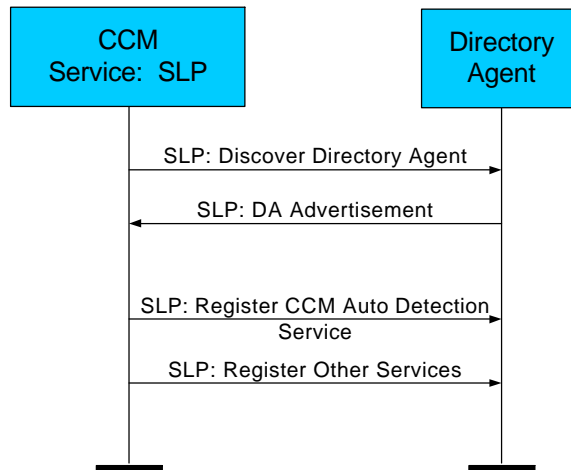 CCM
Service: SLP
Directory
Agent
SLP: Discover Directory Agent
SLP: DA Advertisement
SLP: Register CCM Auto Detection
Service
SLP: Register Other Services